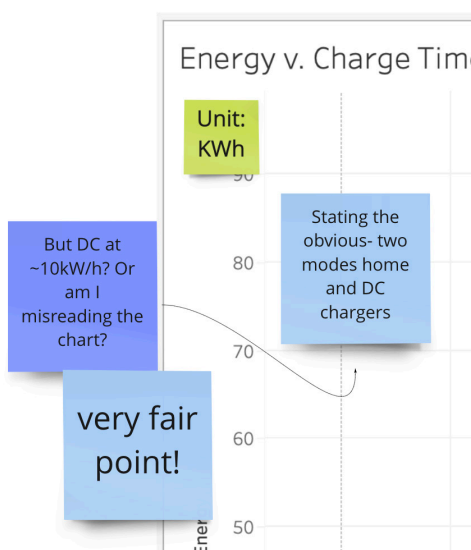 Energy v. Charge Tim
Unit:
KWh
90
Stating the
obvious- two
modes home
and DC
chargers
But DC at
~10kW/h? Or
am I
misreading the
chart?
80
70
very fair
point!
60
50
Ener